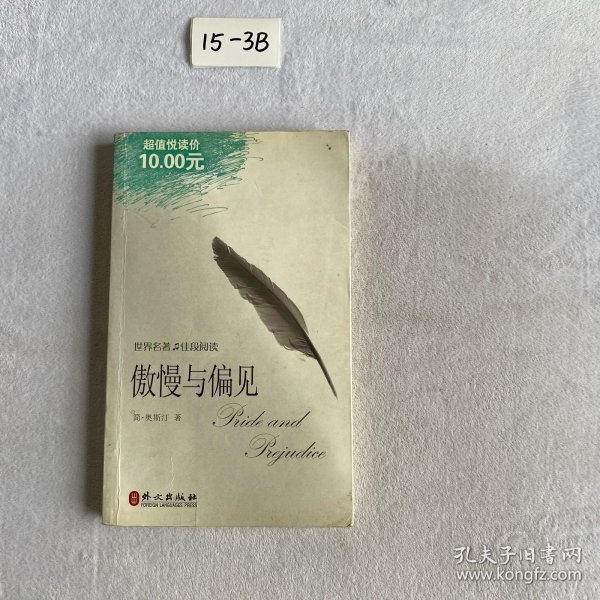 15-3B
超值悦读价
10.00元
世界名著♫佳段阅读
傲慢与偏见
简·奥斯汀 著
Pride and
Prejudice
外文出版社
FOREIGN LANGUAGES PRESS
孔夫子旧书网
www.kongfz.com